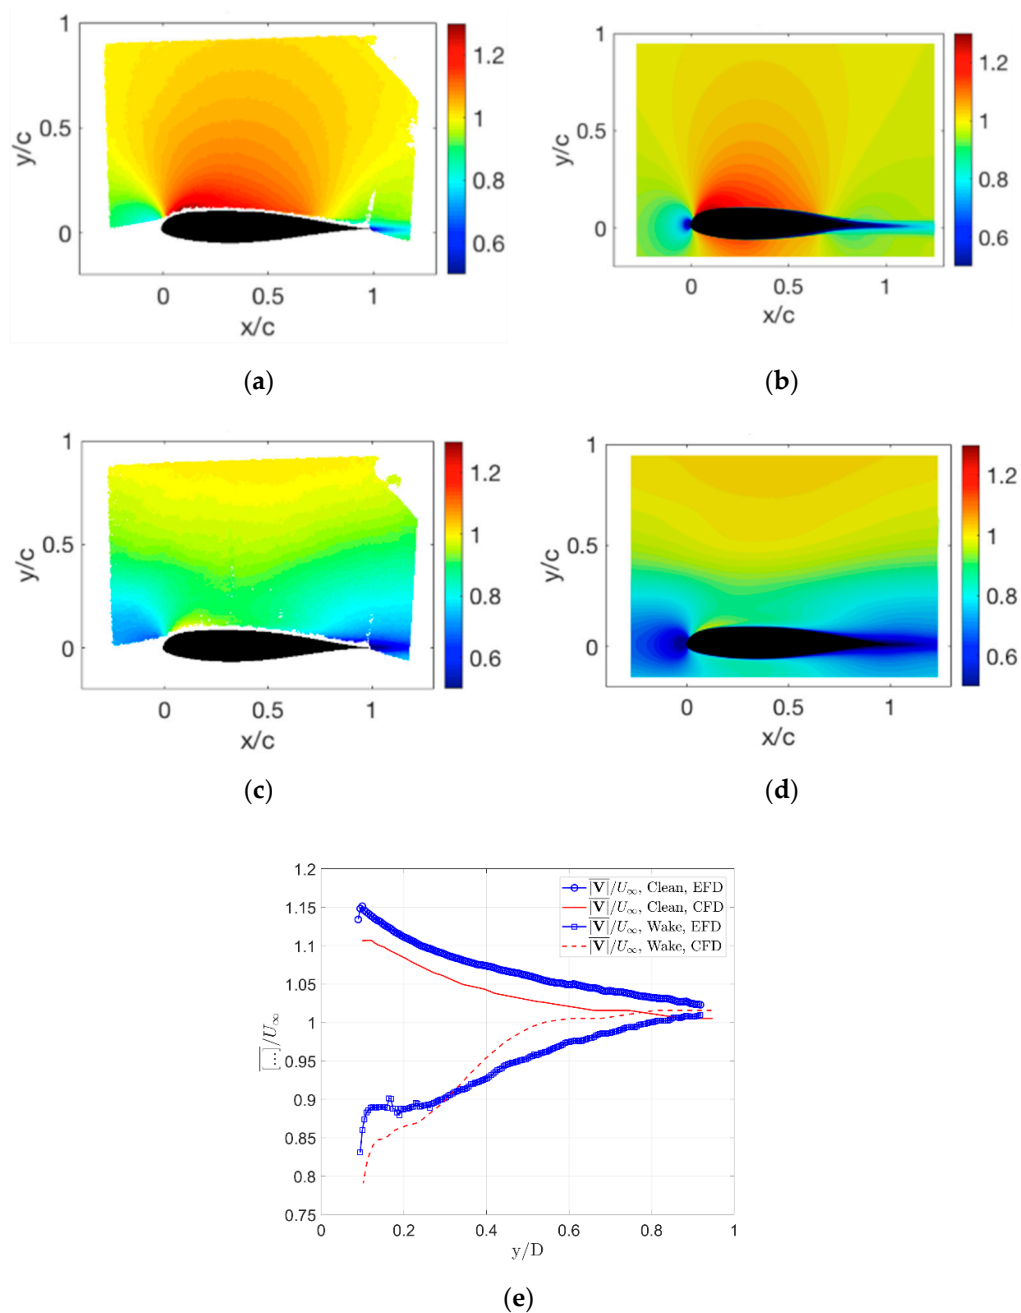 1
0.5
0
y/c
0
0.5
1
x/c
1.2
1
0.8
0.6
(a)
1
0.5
0
y/c
0
0.5
1
x/c
1.2
1
0.8
0.6
(b)
1
0.5
0
y/c
0
0.5
1
x/c
1.2
1
0.8
0.6
(c)
1
0.5
0
y/c
0
0.5
1
x/c
1.2
1
0.8
0.6
(d)
1.2
1.15
1.1
1.05
1
0.95
0.9
0.85
0.8
0.75
[...]/U∞
|V|/U∞, Clean, EFD
|V|/U∞, Clean, CFD
|V|/U∞, Wake, EFD
|V|/U∞, Wake, CFD
0 0.2 0.4 0.6 0.8 1
y/D
(e)